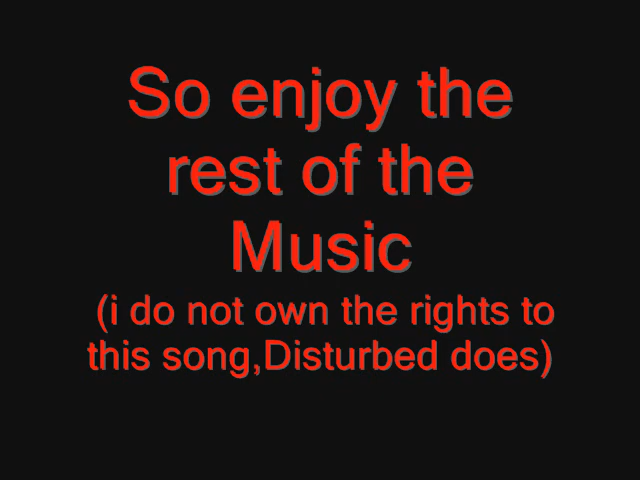 So enjoy the
rest of the
Music
(i do not own the rights to
this song,Disturbed does)